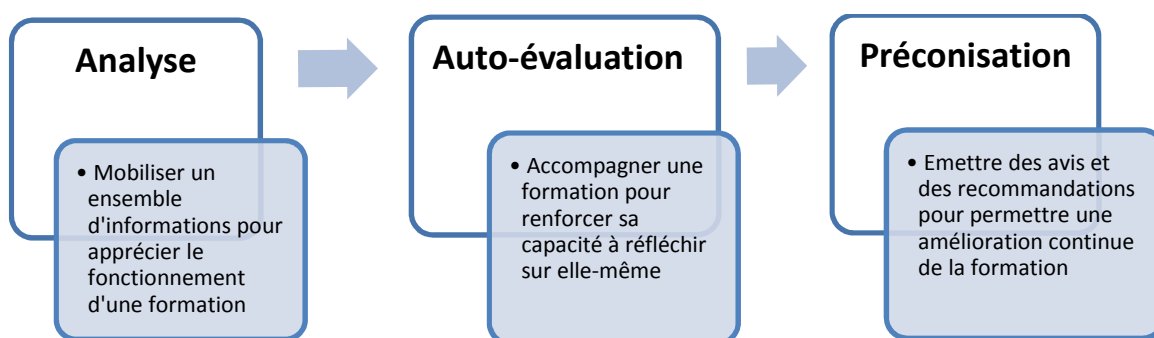 Analyse
• Mobiliser un
ensemble
d'informations pour
apprécier le
fonctionnement
d'une formation
Auto-évaluation
• Accompagner une
formation pour
renforcer sa
capacité à réfléchir
sur elle-même
Préconisation
• Emettre des avis et
des recommandations
pour permettre une
amélioration continue
de la formation